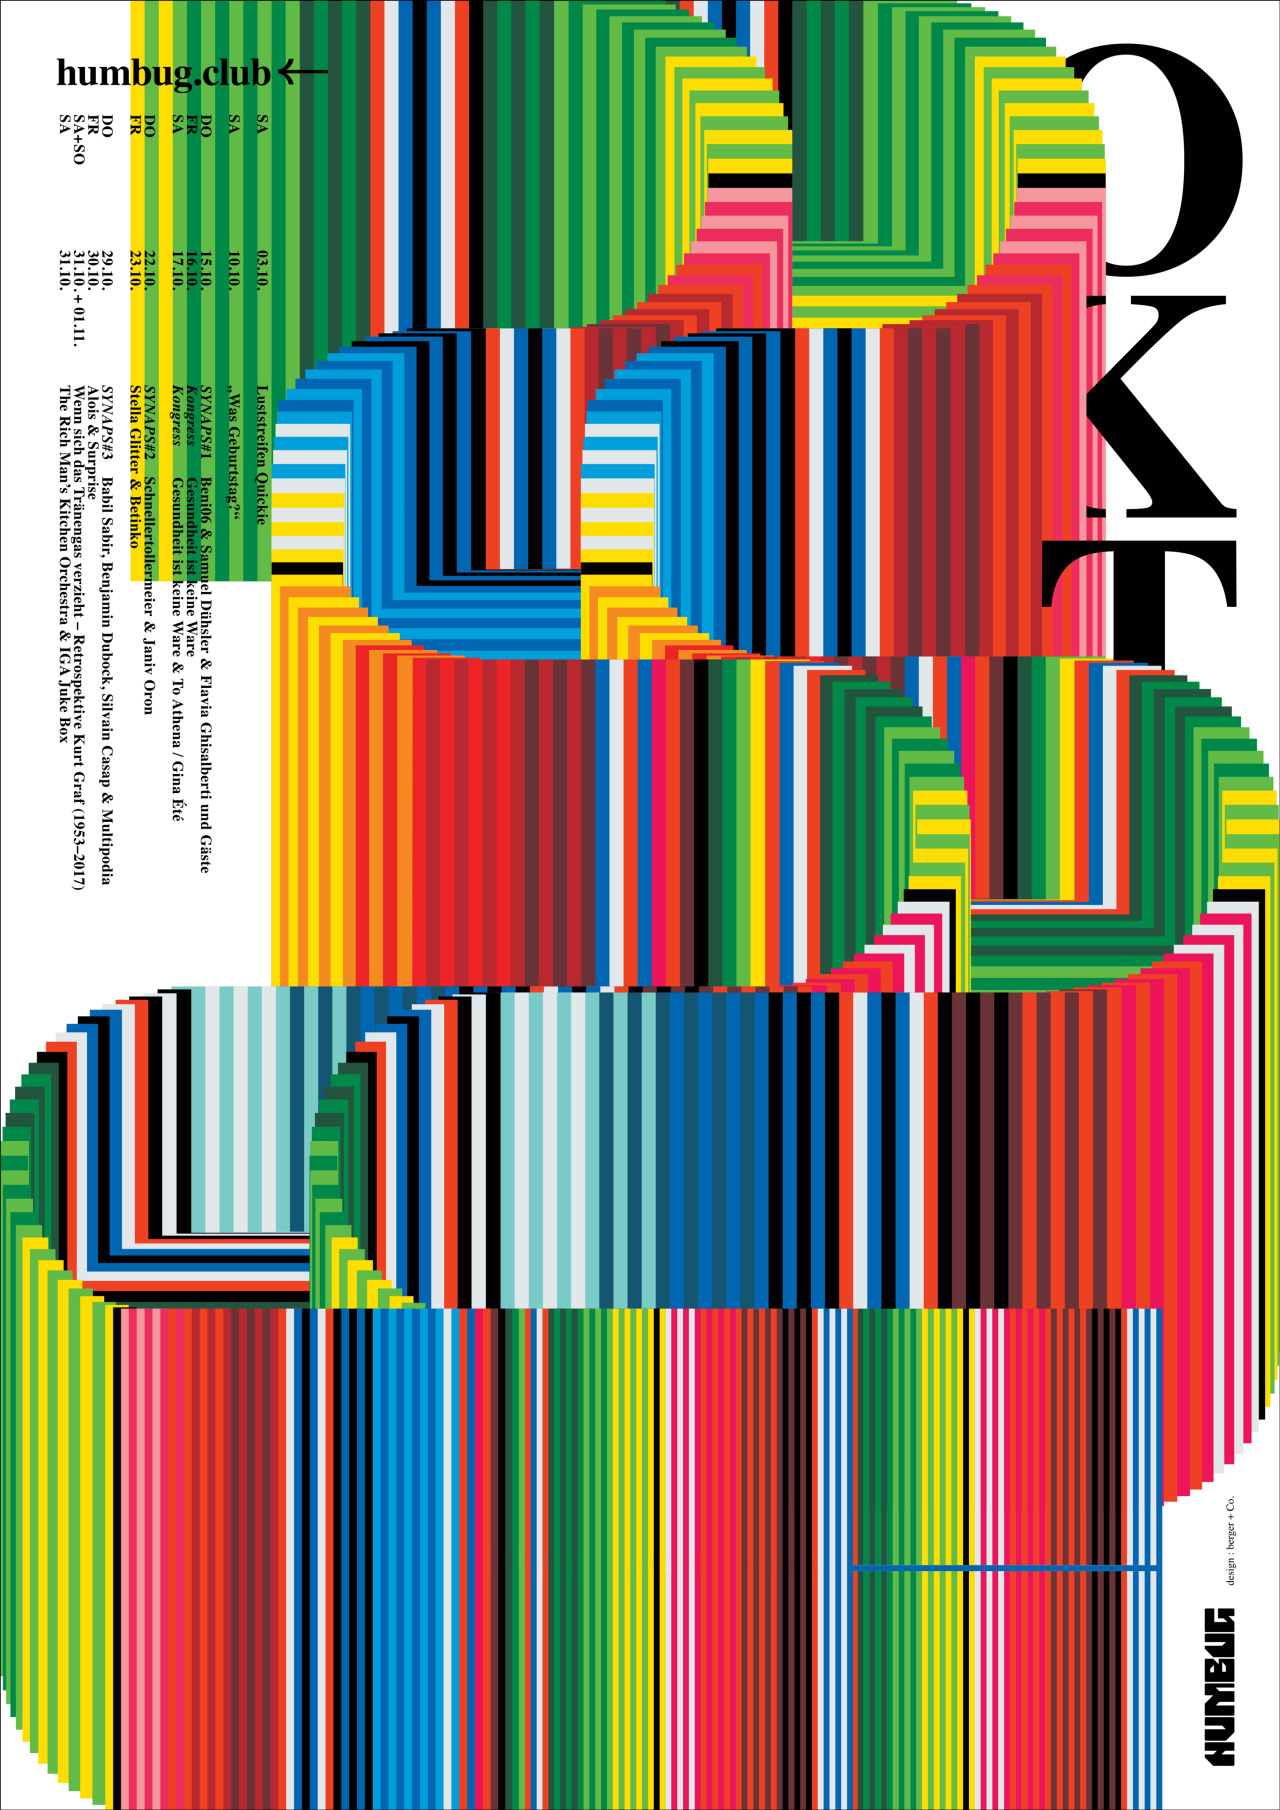 humbug.club←
OKT
SA 03.10. Luststreifen Quickie
SA 10.10. „Was Geburtstag?“
DO 15.10. SYNAPS#1 Beni06 & Samuel Dühsler & Flavia Ghisalberti und Gäste
FR 16.10. Kongress Gesundheit ist keine Ware
SA 17.10. Kongress Gesundheit ist keine Ware & To Athena / Gina Été
DO 22.10. SYNAPS#2 Schnellertollermeier & Janiv Oron
FR 23.10. Stella Glitter & Betinko
DO 29.10. SYNAPS#3 Babil Sabir, Benjamin Dubock, Silvain Casap & Multipodia
FR 30.10. Alois & Surprise
SA+SO 31.10. + 01.11. Wenn sich das Tränengas verzieht – Retrospektive Kurt Graf (1953–2017)
SA 31.10. The Rich Man’s Kitchen Orchestra & IGA Juke Box
design : berger + Co.
HUMBUG